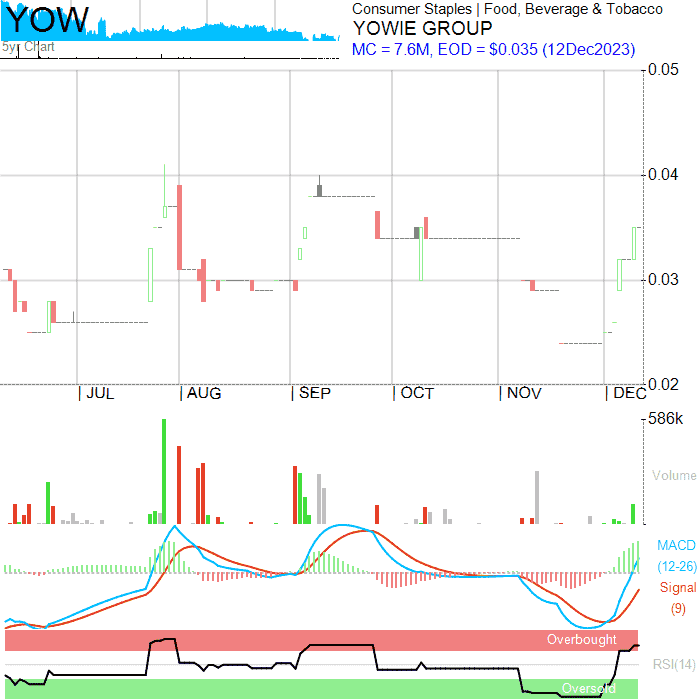 YOW
5yr Chart
Consumer Staples | Food, Beverage & Tobacco
YOWIE GROUP
MC = 7.6M, EOD = $0.035 (12Dec2023)
0.05
0.04
0.03
0.02
| JUL | AUG | SEP | OCT | NOV | DEC
586k
Volume
MACD
(12-26)
Signal
(9)
Overbought
RSI(14)
Oversold